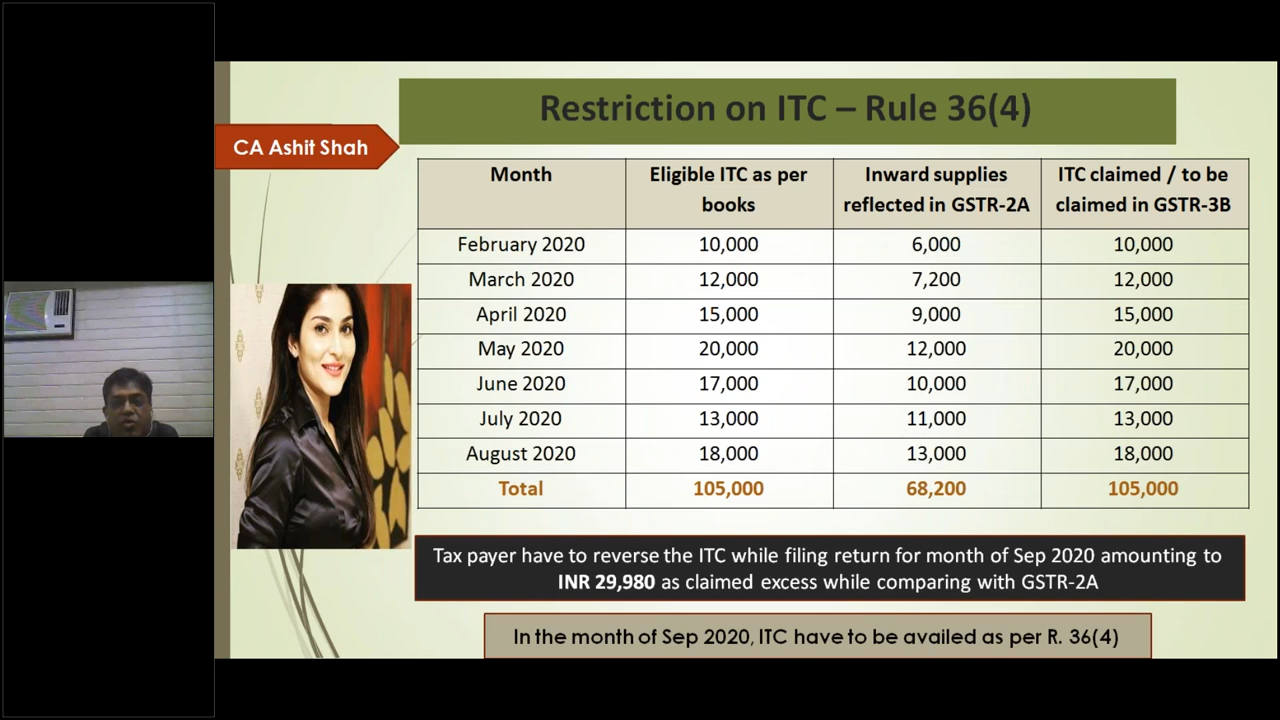 Restriction on ITC – Rule 36(4)
CA Ashit Shah
Month Eligible ITC as per books Inward supplies reflected in GSTR-2A ITC claimed / to be claimed in GSTR-3B
February 2020 10,000 6,000 10,000
March 2020 12,000 7,200 12,000
April 2020 15,000 9,000 15,000
May 2020 20,000 12,000 20,000
June 2020 17,000 10,000 17,000
July 2020 13,000 11,000 13,000
August 2020 18,000 13,000 18,000
Total 105,000 68,200 105,000
Tax payer have to reverse the ITC while filing return for month of Sep 2020 amounting to
INR 29,980 as claimed excess while comparing with GSTR-2A
In the month of Sep 2020, ITC have to be availed as per R. 36(4)